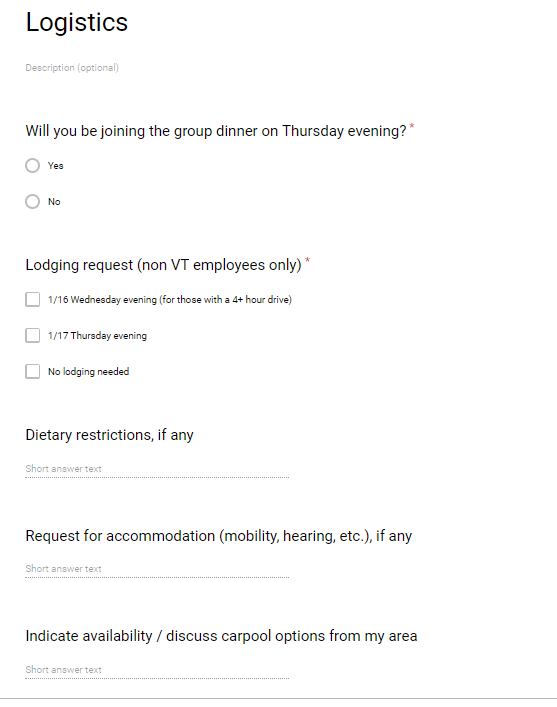 Logistics
Description (optional)
Will you be joining the group dinner on Thursday evening? *
Yes
No
Lodging request (non VT employees only) *
1/16 Wednesday evening (for those with a 4+ hour drive)
1/17 Thursday evening
No lodging needed
Dietary restrictions, if any
Short answer text
Request for accommodation (mobility, hearing, etc.), if any
Short answer text
Indicate availability / discuss carpool options from my area
Short answer text